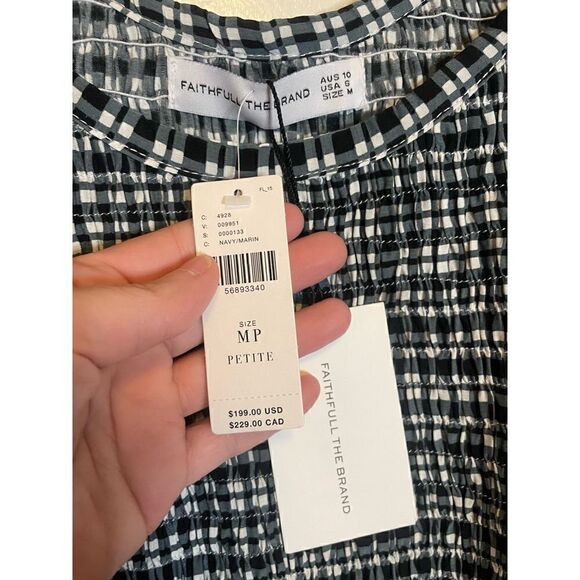 FAITHFULL THE BRAND
AUS 10
USA 6
SIZE M
FL_15
C: 4928
V: 009951
S: 0000133
C: NAVY/MARIN
56893340
SIZE
MP
PETITE
$199.00 USD
$229.00 CAD
FAITHFULL THE BRAND